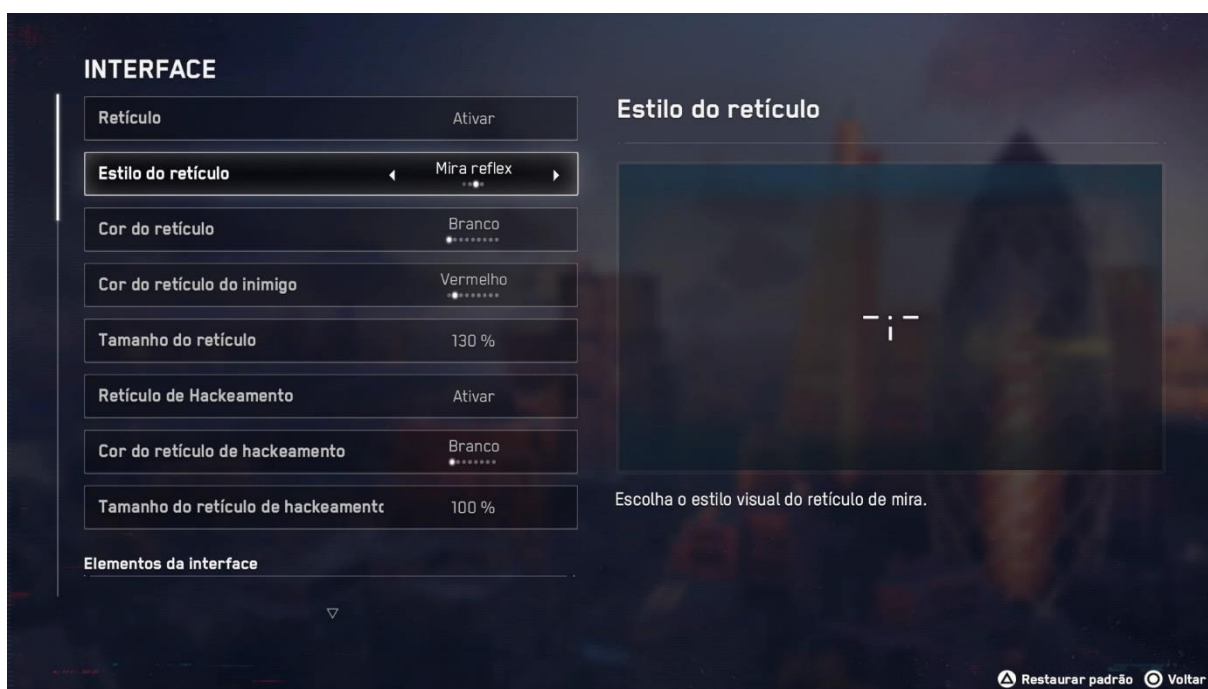 INTERFACE
Retículo Ativar
Estilo do retículo Mira reflex
Cor do retículo Branco
Cor do retículo do inimigo Vermelho
Tamanho do retículo 130 %
Retículo de Hackeamento Ativar
Cor do retículo de hackeamento Branco
Tamanho do retículo de hackeamento 100 %
Elementos da interface
Estilo do retículo
Escolha o estilo visual do retículo de mira.
Restaurar padrão Voltar